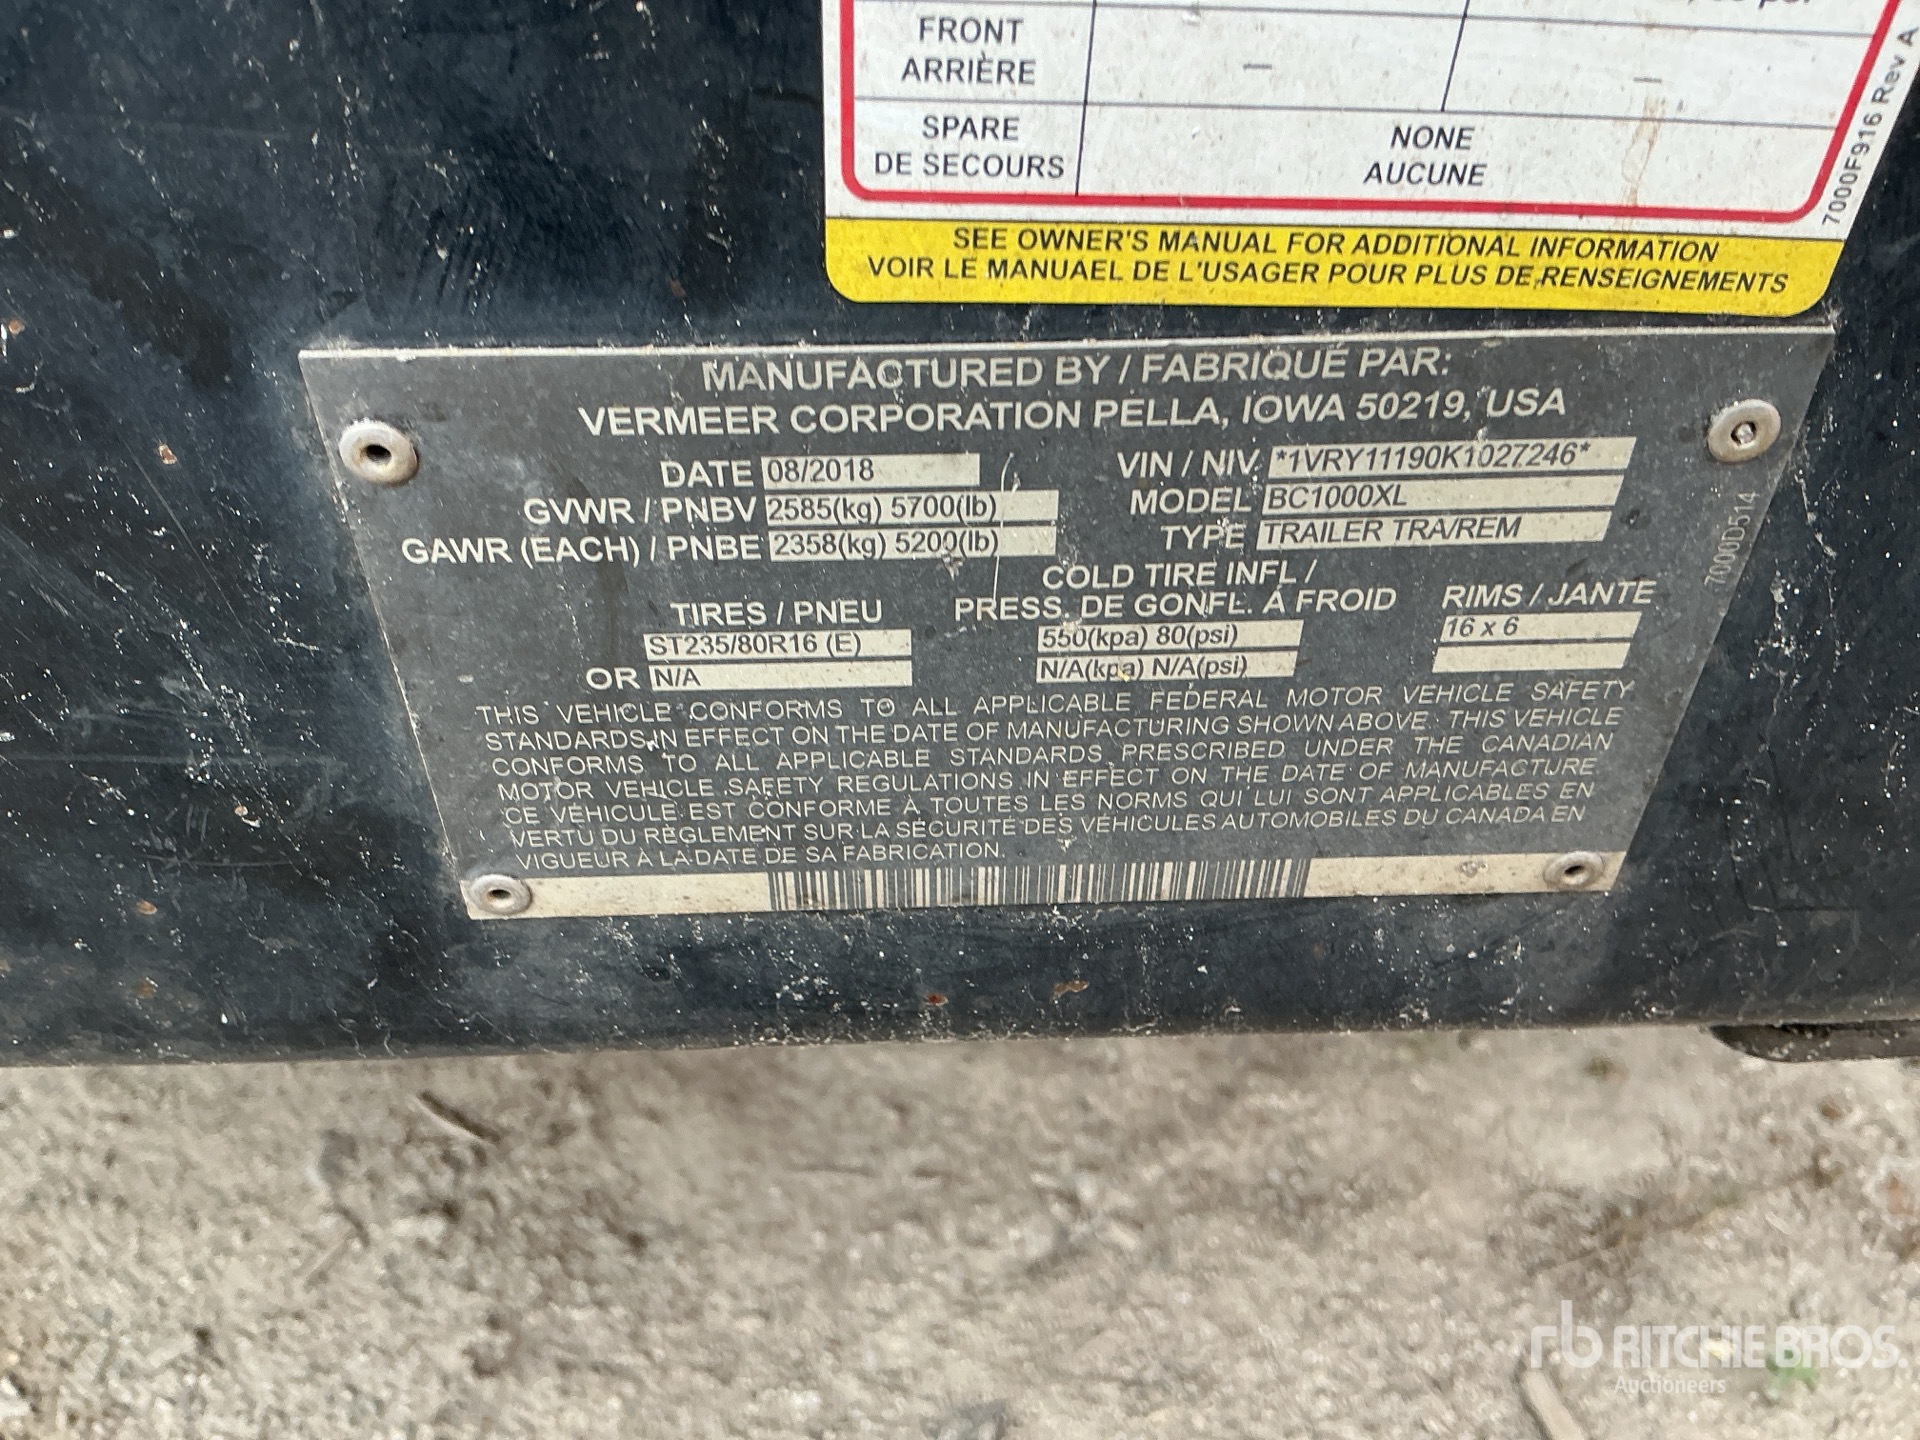 FRONT
ARRIÈRE
—
—
SPARE
DE SECOURS
NONE
AUCUNE
7000F916 Rev A
SEE OWNER'S MANUAL FOR ADDITIONAL INFORMATION
VOIR LE MANUAEL DE L'USAGER POUR PLUS DE RENSEIGNEMENTS
MANUFACTURED BY / FABRIQUÉ PAR:
VERMEER CORPORATION PELLA, IOWA 50219, USA
DATE 08/2018
GVWR / PNBV 2585(kg) 5700(lb)
GAWR (EACH) / PNBE 2358(kg) 5200(lb)
VIN / NIV *1VRY11190K1027246*
MODEL BC1000XL
TYPE TRAILER TRA/REM
7000D514
TIRES / PNEU
ST235/80R16 (E)
OR N/A
COLD TIRE INFL /
PRESS. DE GONFL. À FROID
550(kpa) 80(psi)
N/A(kpa) N/A(psi)
RIMS / JANTE
16 x 6
THIS VEHICLE CONFORMS TO ALL APPLICABLE FEDERAL MOTOR VEHICLE SAFETY
STANDARDS IN EFFECT ON THE DATE OF MANUFACTURING SHOWN ABOVE. THIS VEHICLE
CONFORMS TO ALL APPLICABLE STANDARDS PRESCRIBED UNDER THE CANADIAN
MOTOR VEHICLE SAFETY REGULATIONS IN EFFECT ON THE DATE OF MANUFACTURE
CE VÉHICULE EST CONFORME À TOUTES LES NORMS QUI LUI SONT APPLICABLES EN
VERTU DU RÈGLEMENT SUR LA SÉCURITÉ DES VÉHICULES AUTOMOBILES DU CANADA EN
VIGUEUR À LA DATE DE SA FABRICATION.
rb RITCHIE BROS.
Auctioneers